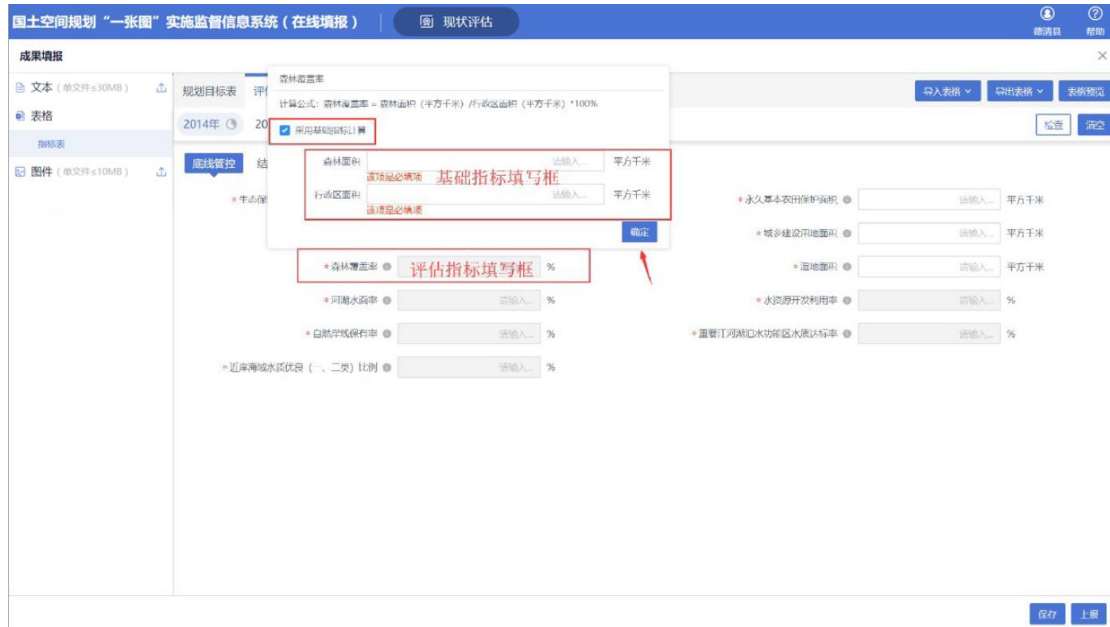 国土空间规划“一张图”实施监督信息系统（在线填报）
现状评估
德清县
帮助
成果填报
文本（单文件≤30MB）
表格
指标表
图件（单文件≤10MB）
规划目标表
导入表格
导出表格
表格预览
2014年
20
检查
清空
底线管控
结
森林覆盖率
计算公式：森林覆盖率 = 森林面积（平方千米）/行政区面积（平方千米）*100%
采用基础指标计算
森林面积 请输入... 平方千米
该项是必填项
基础指标填写框
行政区面积 请输入... 平方千米
该项是必填项
确定
*生态保
*永久基本农田保护面积 请输入... 平方千米
*城乡建设用地面积 请输入... 平方千米
*森林覆盖率 评估指标填写框 %
*湿地面积 请输入... 平方千米
*河湖水面率 请输入... %
*水资源开发利用率 请输入... %
*自然岸线保有率 请输入... %
*重要江河湖泊水功能区水质达标率 请输入... %
*近岸海域水质优良（一、二类）比例 请输入... %
保存
上报